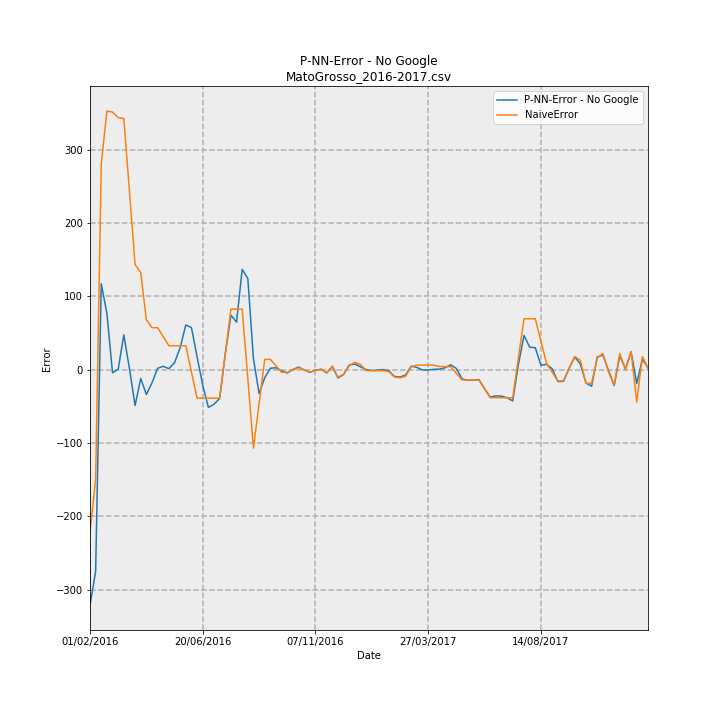 P-NN-Error - No Google
MatoGrosso_2016-2017.csv
P-NN-Error - No Google
NaiveError
300
200
100
0
−100
−200
−300
Error
01/02/2016
20/06/2016
07/11/2016
27/03/2017
14/08/2017
Date